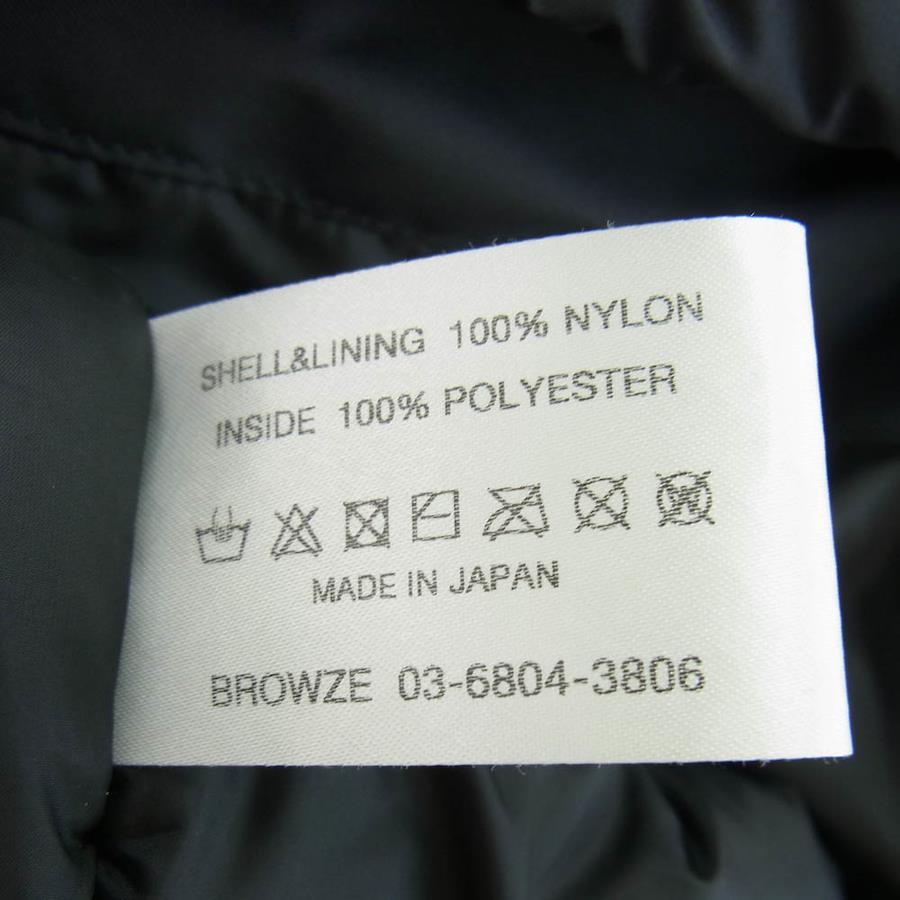 SHELL&LINING 100% NYLON
INSIDE 100% POLYESTER
MADE IN JAPAN
BROWZE 03-6804-3806